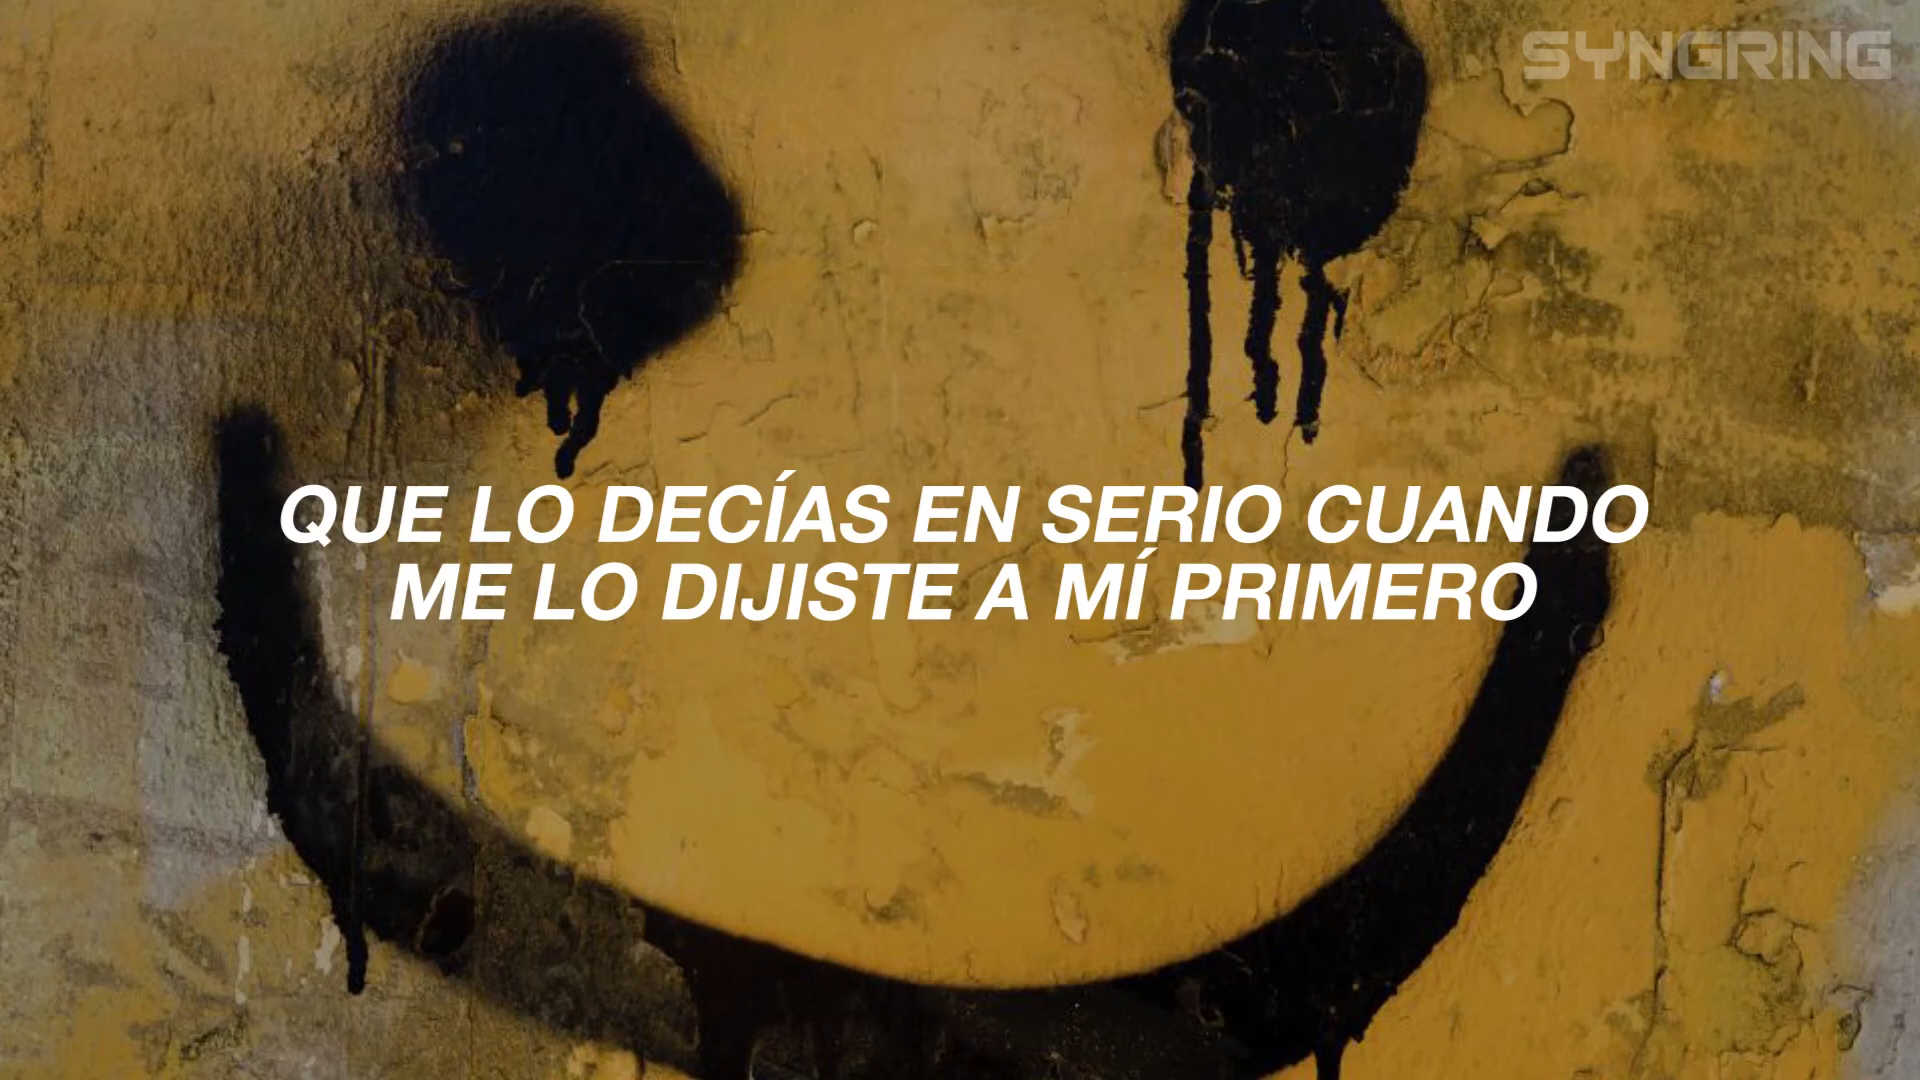 SYNGRING
QUE LO DECÍAS EN SERIO CUANDO
ME LO DIJISTE A MÍ PRIMERO